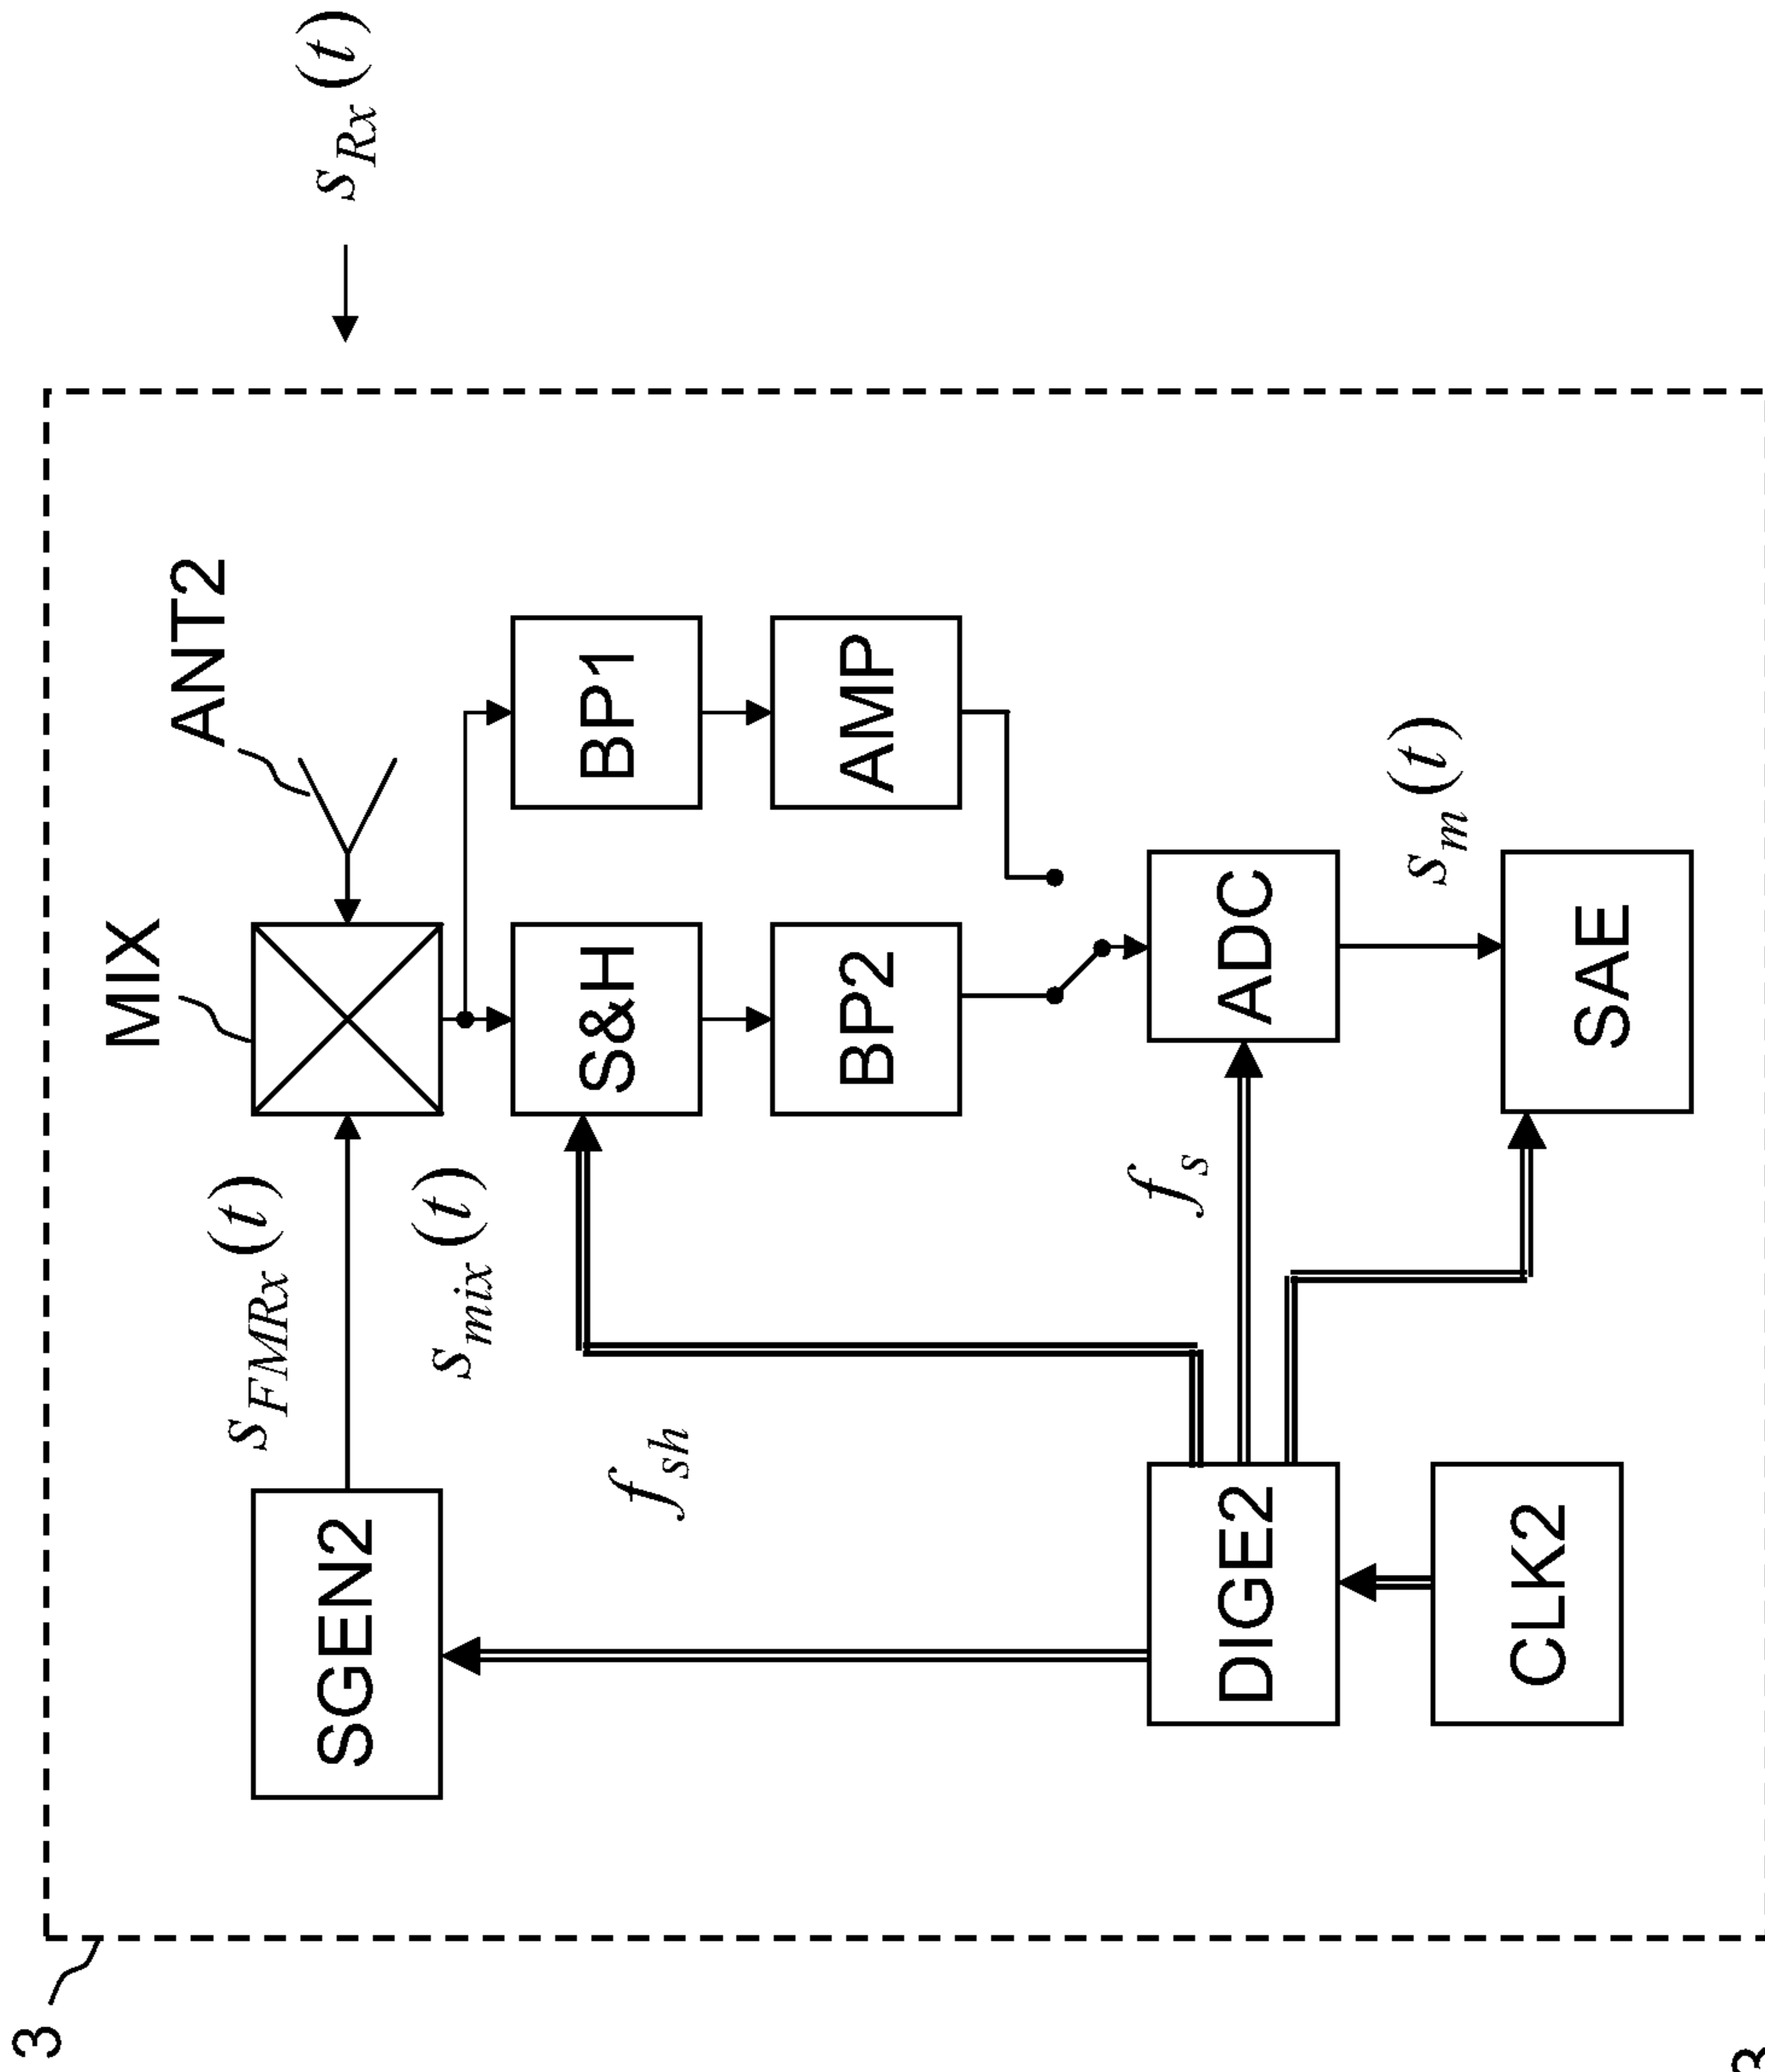 3
MIX
ANT2
s_Rx(t)
SGEN2
s_FMRx(t)
s_mix(t)
f_sh
S&H
BP1
BP2
AMP
f_s
DIGE2
ADC
s_m(t)
CLK2
SAE